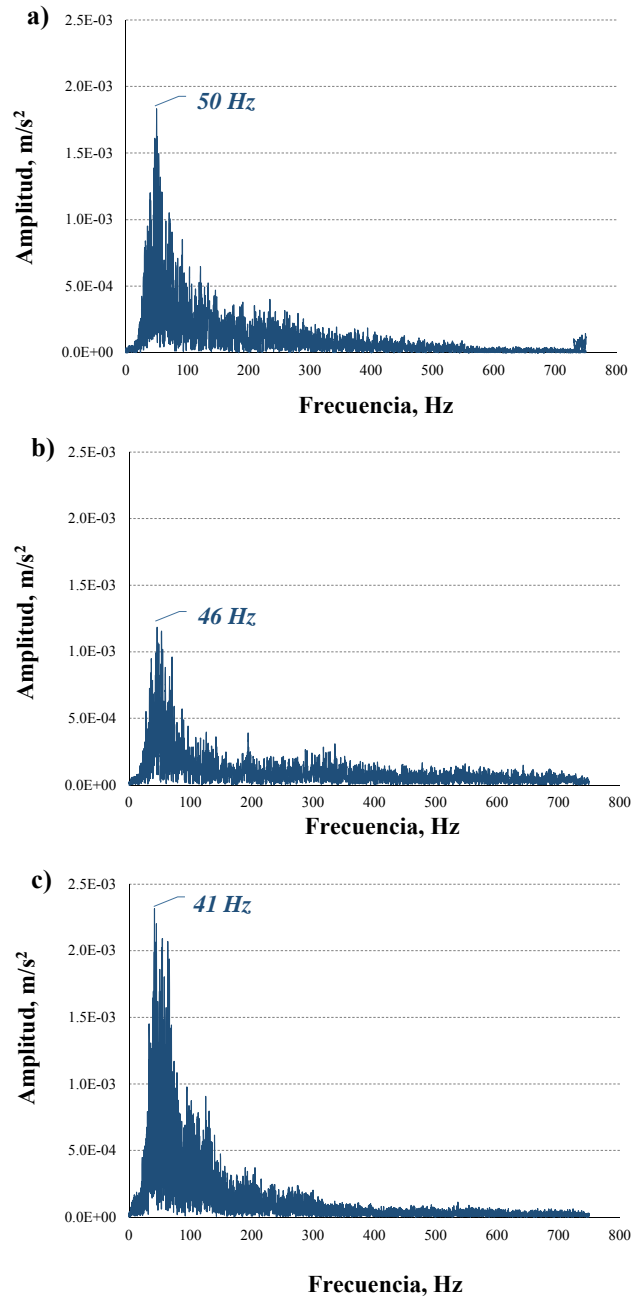 a)
2.5E-03
2.0E-03
50 Hz
1.5E-03
1.0E-03
5.0E-04
0.0E+00
0 100 200 300 400 500 600 700 800
Amplitud, m/s²
Frecuencia, Hz
b)
2.5E-03
2.0E-03
1.5E-03
46 Hz
1.0E-03
5.0E-04
0.0E+00
0 100 200 300 400 500 600 700 800
Amplitud, m/s²
Frecuencia, Hz
c)
2.5E-03
41 Hz
2.0E-03
1.5E-03
1.0E-03
5.0E-04
0.0E+00
0 100 200 300 400 500 600 700 800
Amplitud, m/s²
Frecuencia, Hz